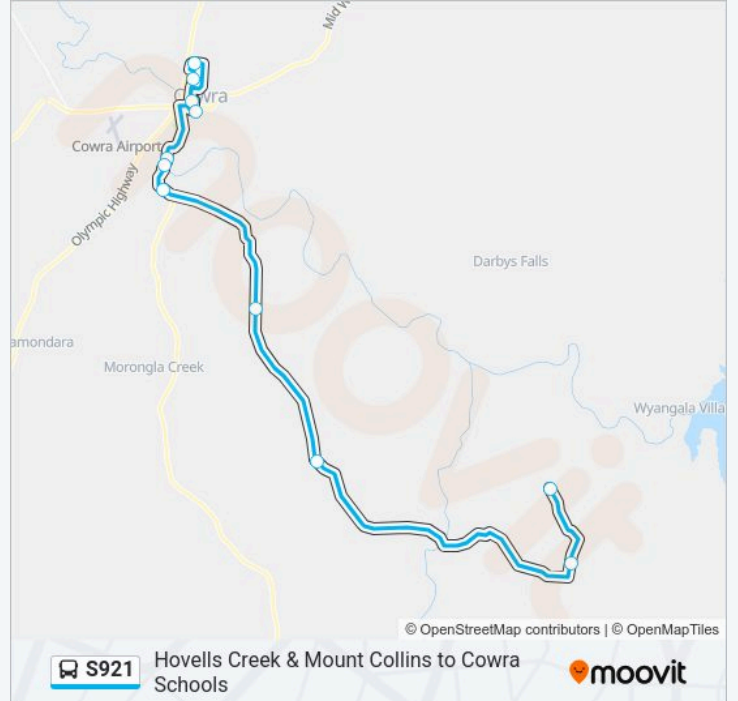 Mid W
Cowra
Cowra Airport
Olympic Highway
Darbys Falls
amondara
Morongla Creek
Wyangala Villa
moovit
© OpenStreetMap contributors | © OpenMapTiles
S921
Hovells Creek & Mount Collins to Cowra
Schools
moovit